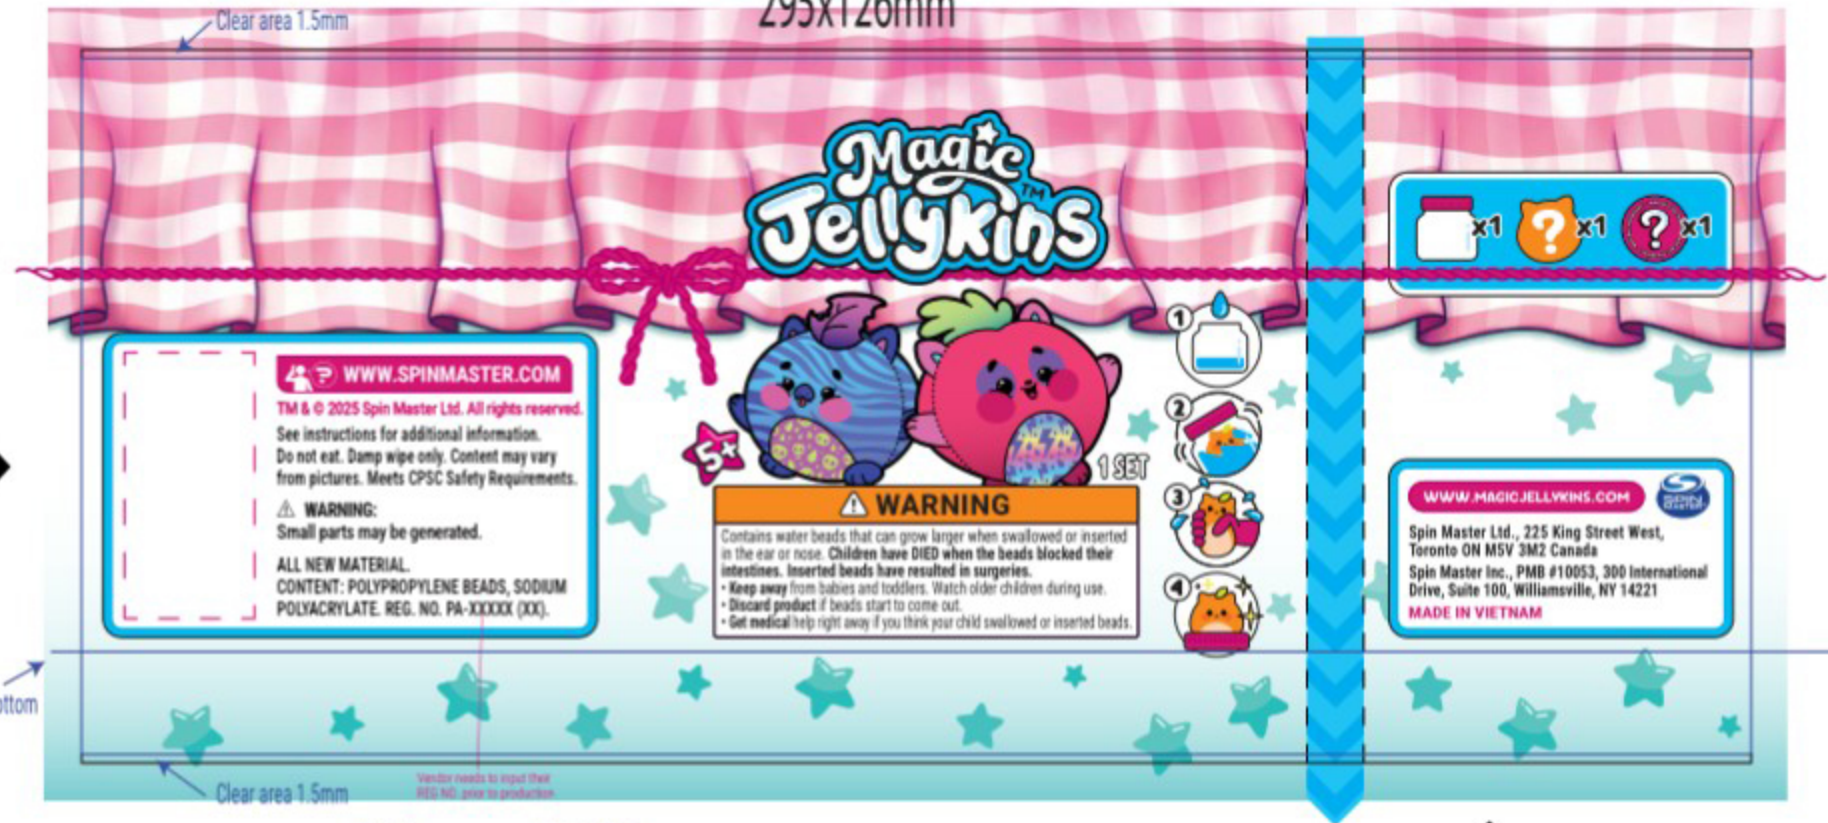 295x126mm
Clear area 1.5mm
Magic
Jellykins™
x1 ? x1 ? x1
1
2
3
4
? WWW.SPINMASTER.COM
TM & © 2025 Spin Master Ltd. All rights reserved.
See instructions for additional information.
Do not eat. Damp wipe only. Content may vary
from pictures. Meets CPSC Safety Requirements.
⚠ WARNING:
Small parts may be generated.
ALL NEW MATERIAL.
CONTENT: POLYPROPYLENE BEADS, SODIUM
POLYACRYLATE. REG. NO. PA-XXXXX (XX).
5+
1 SET
⚠ WARNING
Contains water beads that can grow larger when swallowed or inserted
in the ear or nose. Children have DIED when the beads blocked their
intestines. Inserted beads have resulted in surgeries.
• Keep away from babies and toddlers. Watch older children during use.
• Discard product if beads start to come out.
• Get medical help right away if you think your child swallowed or inserted beads.
WWW.MAGICJELLYKINS.COM
SPIN
MASTER
Spin Master Ltd., 225 King Street West,
Toronto ON M5V 3M2 Canada
Spin Master Inc., PMB #10053, 300 International
Drive, Suite 100, Williamsville, NY 14221
MADE IN VIETNAM
Clear area 1.5mm
Vendor needs to input their
REG NO. prior to production